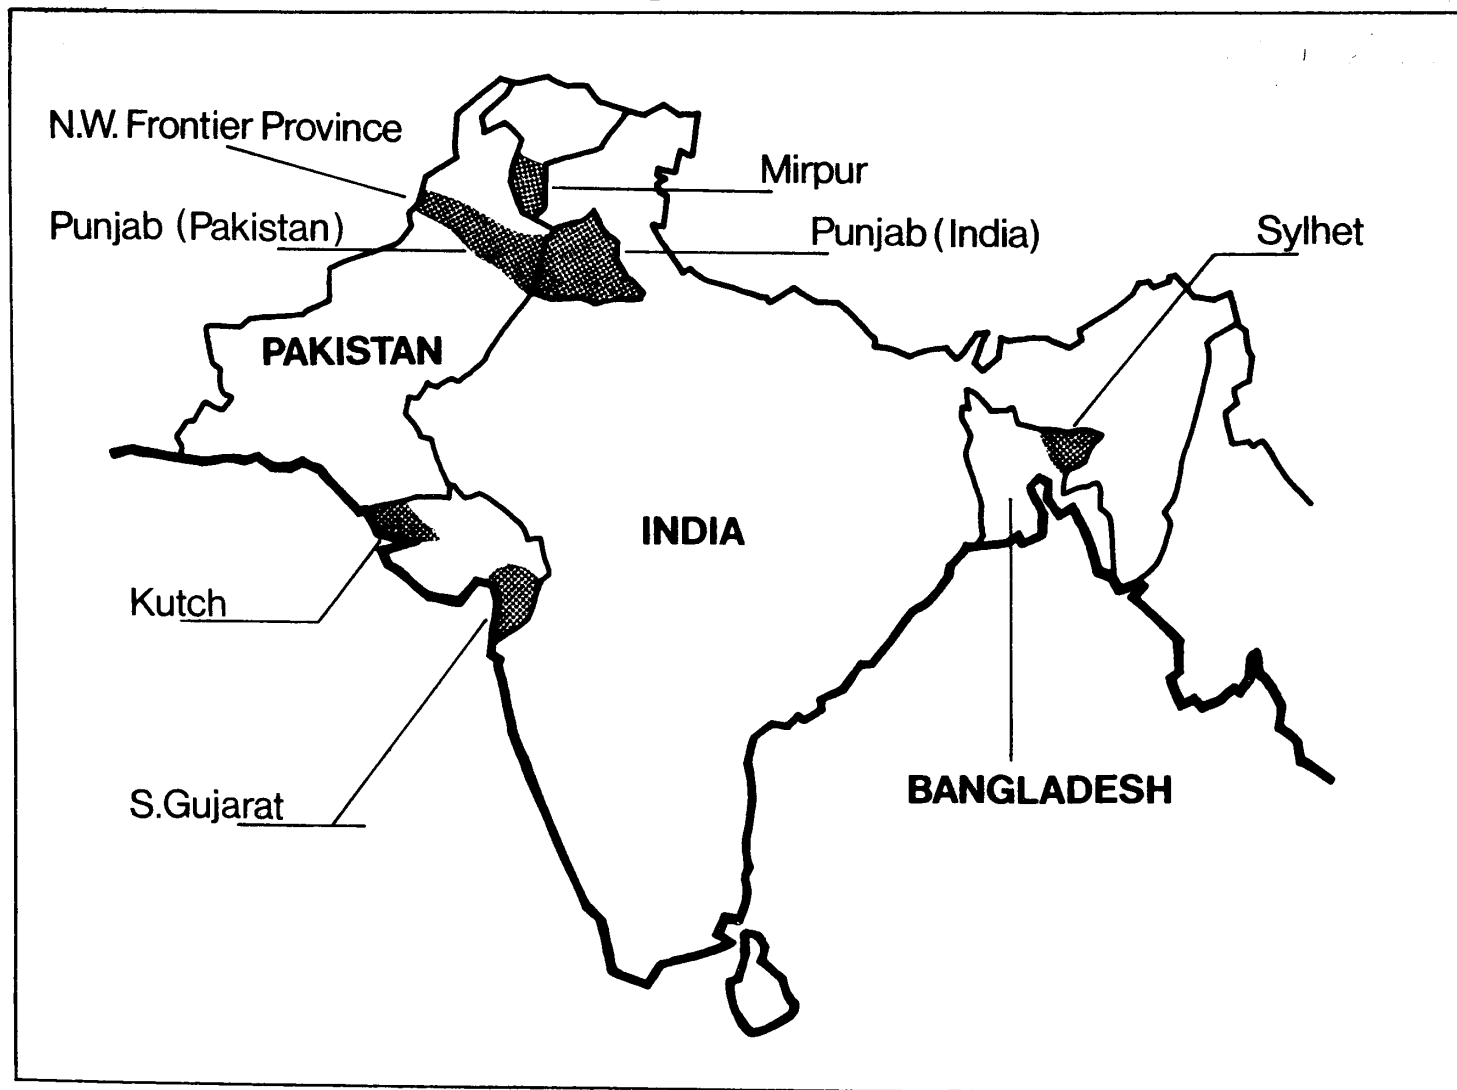 N.W. Frontier Province
Mirpur
Punjab (Pakistan)
Punjab (India)
Sylhet
PAKISTAN
INDIA
Kutch
BANGLADESH
S.Gujarat